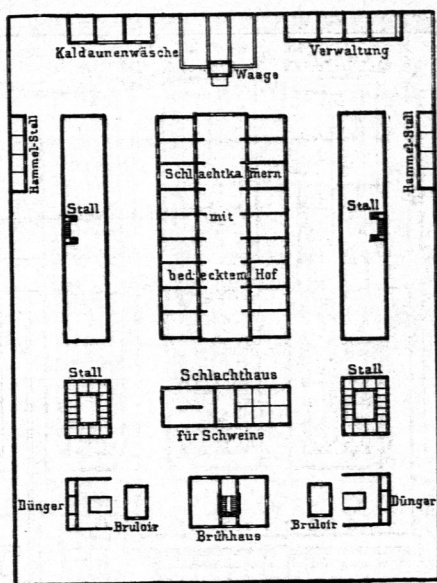 Kaldaunenwäsche
Verwaltung
Waage
Hammel-Stall
Hammel-Stall
Schlachtkammern
Stall
Stall
mit
bedecktem Hof
Stall
Schlachthaus
Stall
für Schweine
Dünger
Bruloir
Brühhaus
Bruloir
Dünger